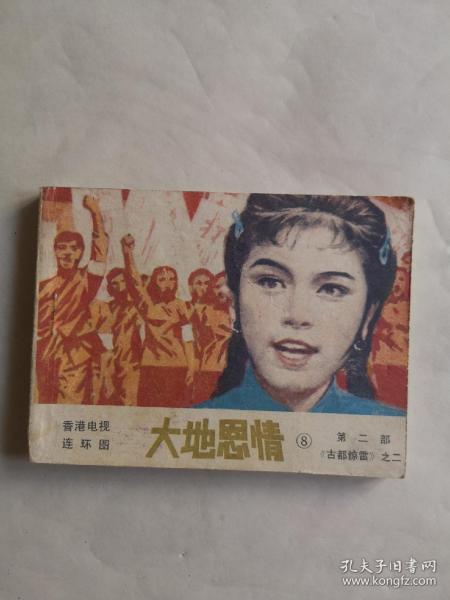 香港电视
连环图
大地恩情
⑧
第二部
《古都惊雷》之二
孔夫子旧书网
www.kongfz.com